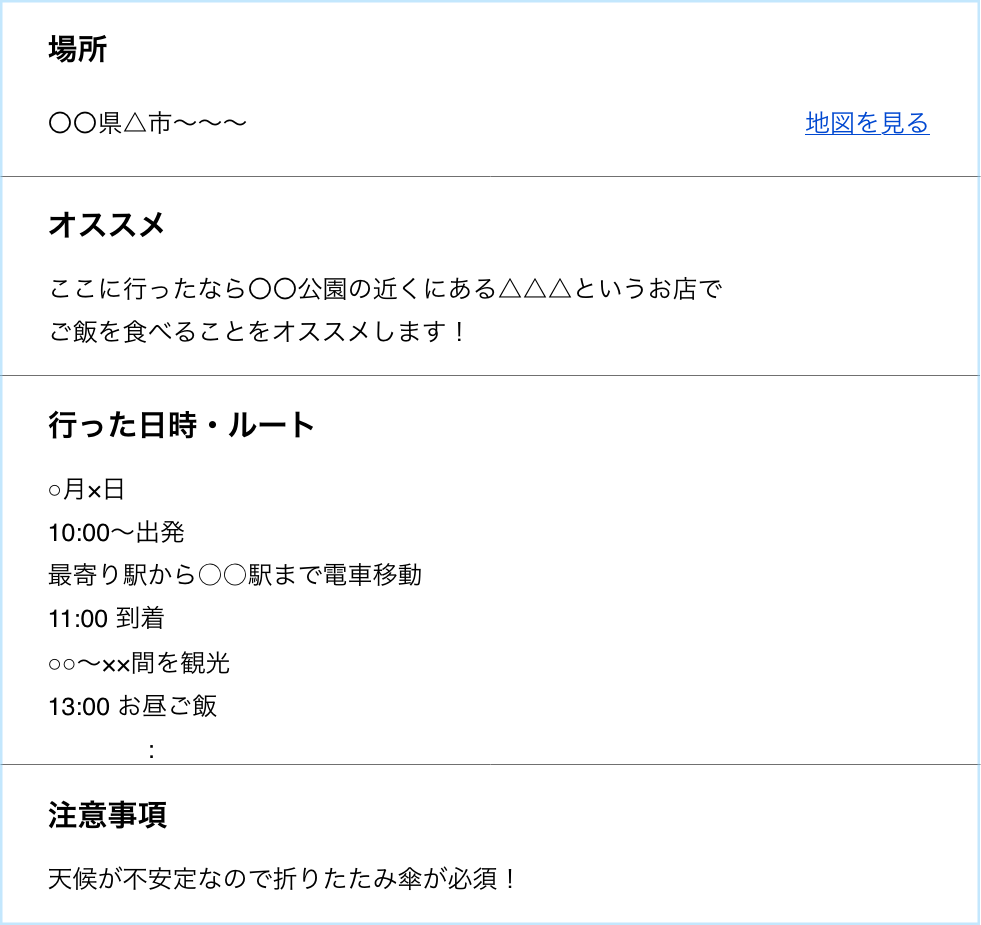 場所
〇〇県△市〜〜〜 地図を見る
オススメ
ここに行ったなら〇〇公園の近くにある△△△というお店で
ご飯を食べることをオススメします！
行った日時・ルート
○月×日
10:00〜出発
最寄り駅から◯◯駅まで電車移動
11:00 到着
○○〜××間を観光
13:00 お昼ご飯
:
注意事項
天候が不安定なので折りたたみ傘が必須！